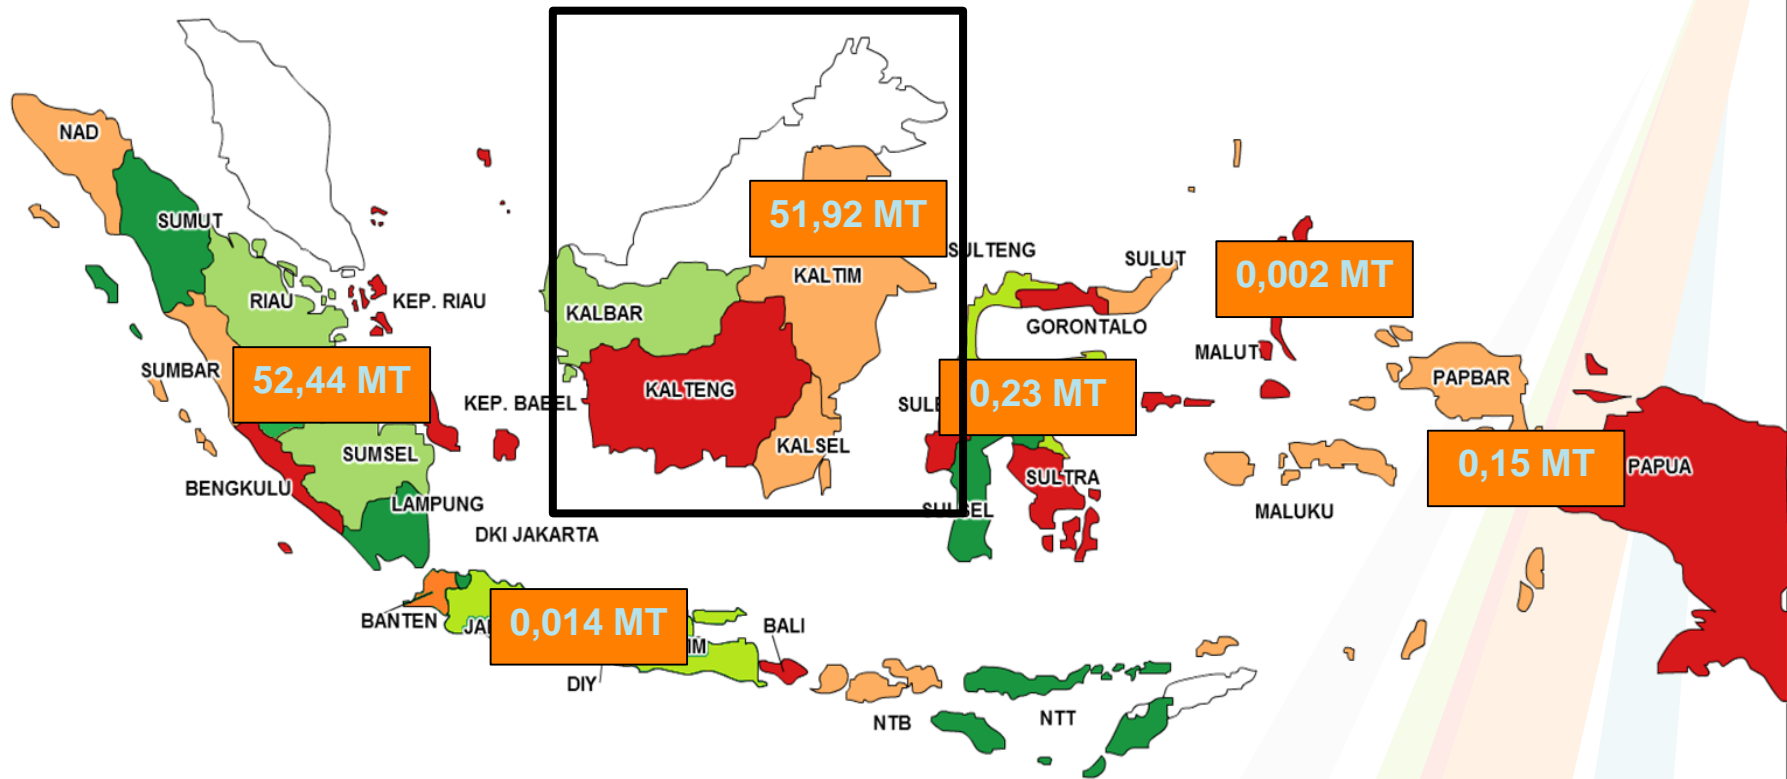 NAD
SUMUT
51,92 MT
SULTENG
SULUT
0,002 MT
KALTIM
RIAU
KEP. RIAU
KALBAR
GORONTALO
MALUT
SUMBAR
52,44 MT
PAPBAR
KALTENG
0,23 MT
KEP. BABEL
KALSEL
SUMSEL
0,15 MT
PAPUA
SULTRA
BENGKULU
LAMPUNG
SULSEL
MALUKU
DKI JAKARTA
BANTEN
0,014 MT
BALI
DIY
NTB
NTT